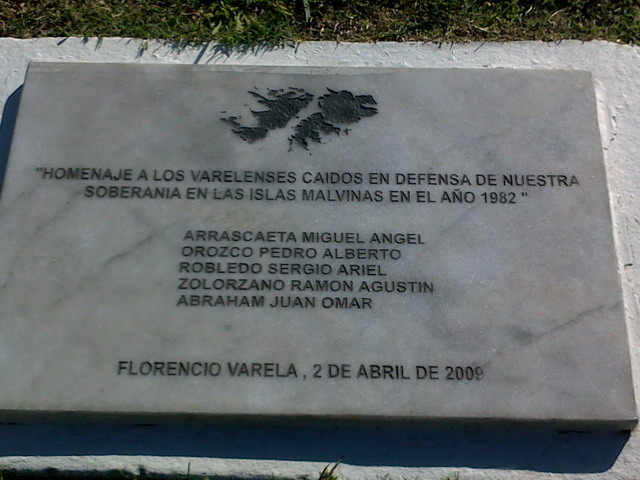 "HOMENAJE A LOS VARELENSES CAIDOS EN DEFENSA DE NUESTRA
SOBERANIA EN LAS ISLAS MALVINAS EN EL AÑO 1982 "
ARRASCAETA MIGUEL ANGEL
OROZCO PEDRO ALBERTO
ROBLEDO SERGIO ARIEL
ZOLORZANO RAMON AGUSTIN
ABRAHAM JUAN OMAR
FLORENCIO VARELA , 2 DE ABRIL DE 2009